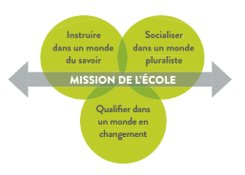 Instruire
dans un monde
du savoir
Socialiser
dans un monde
pluraliste
MISSION DE L'ÉCOLE
Qualifier dans
un monde en
changement